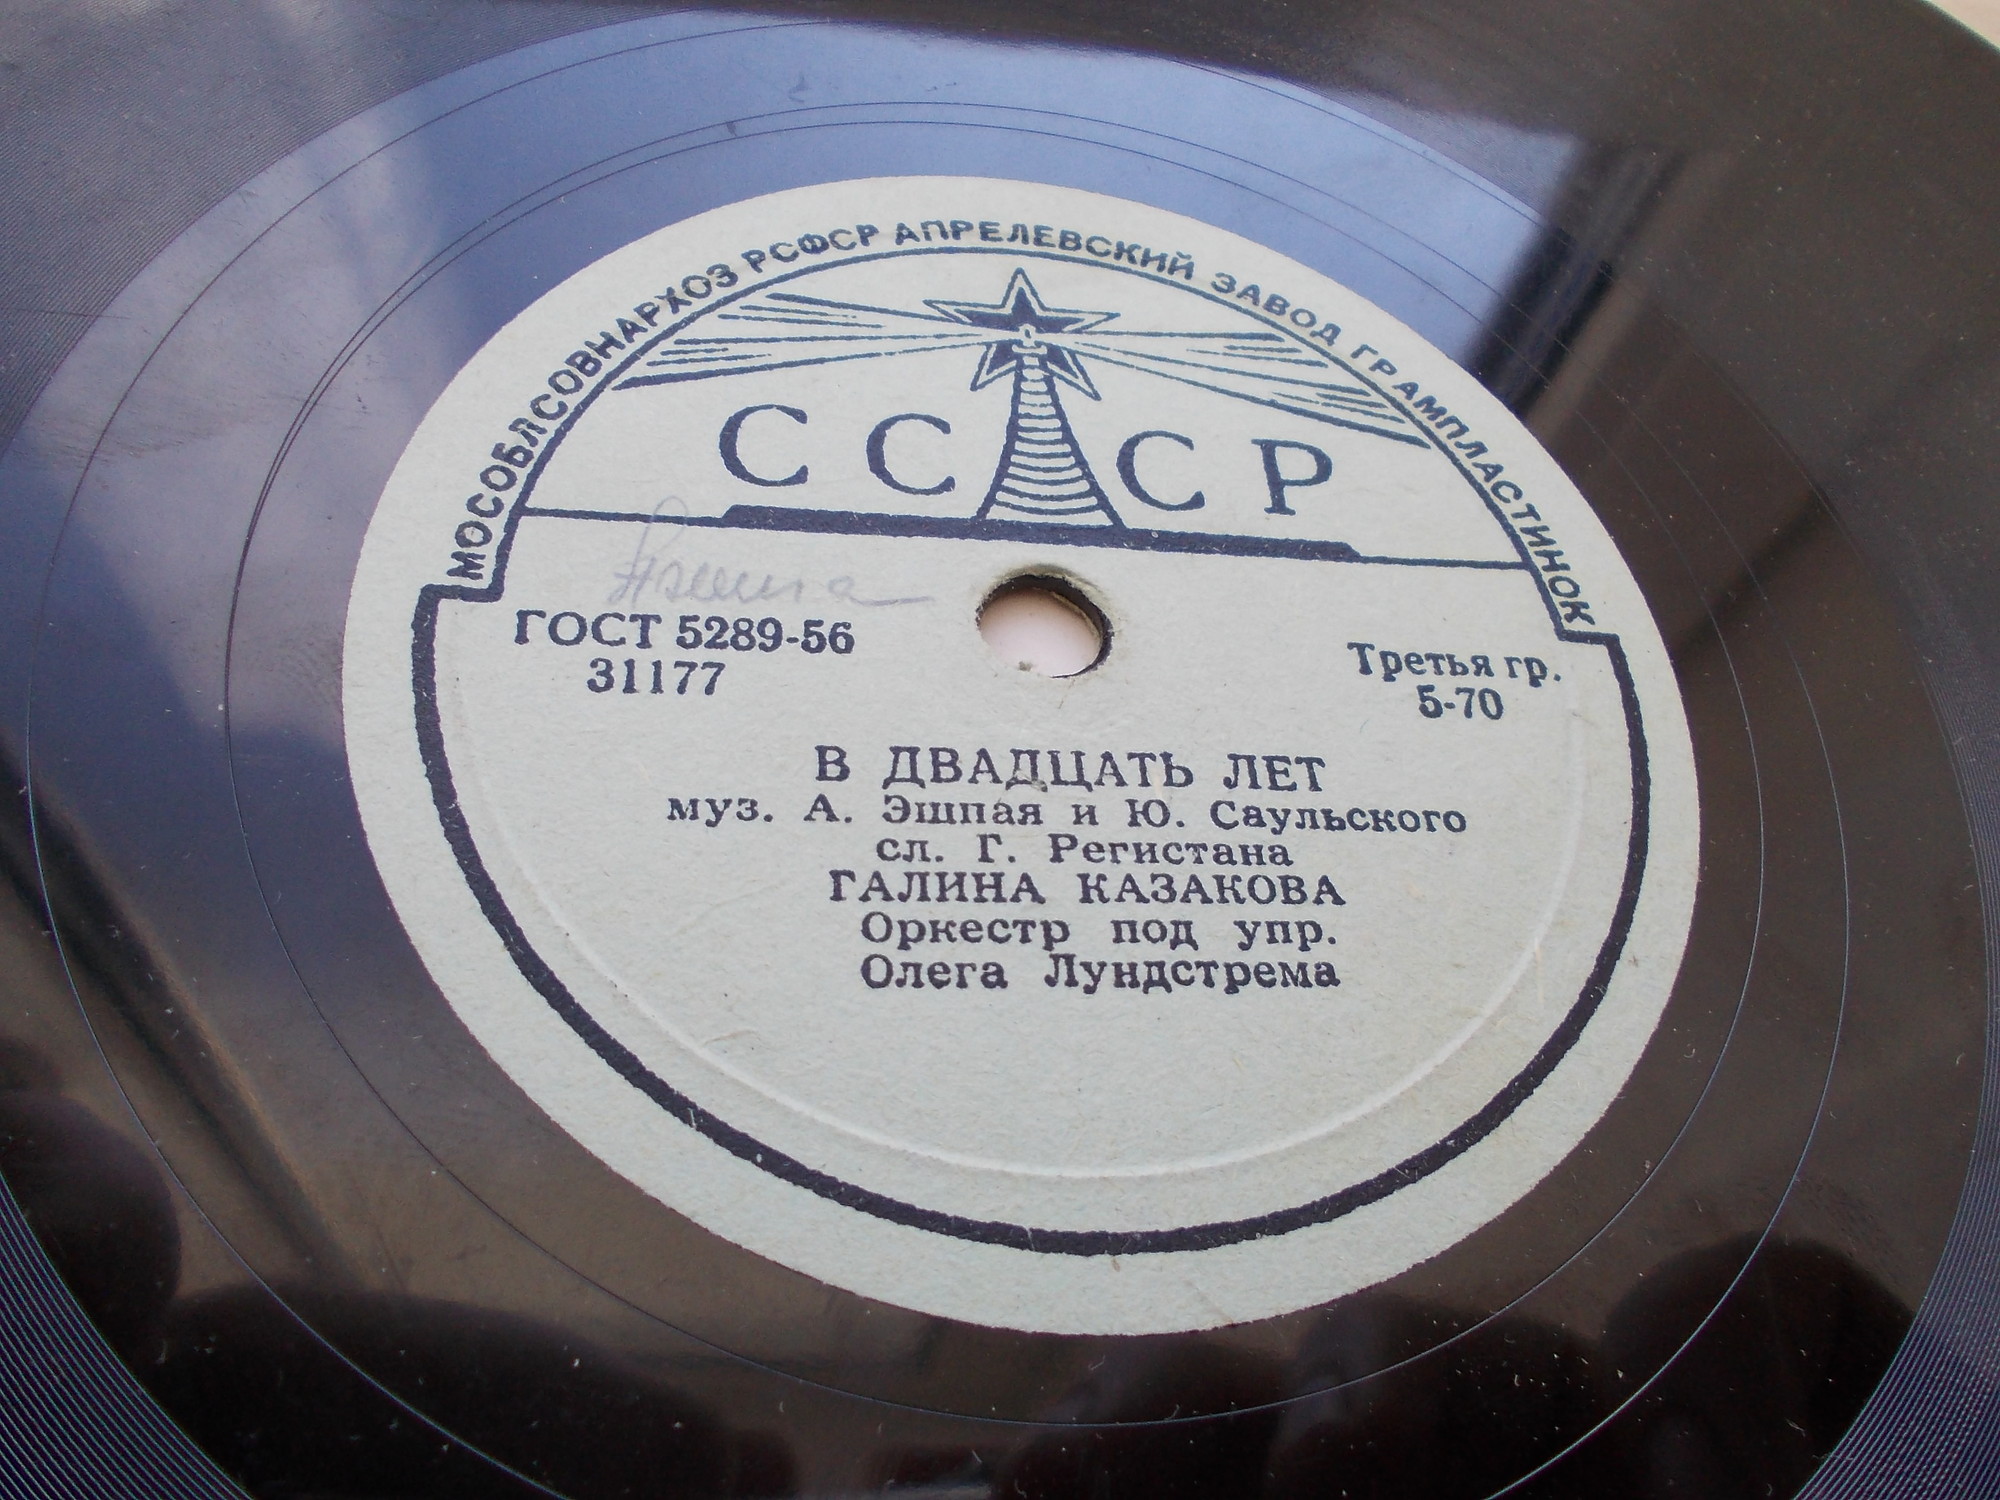 МОСОБЛСОВНАРХОЗ РСФСР АПРЕЛЕВСКИЙ ЗАВОД ГРАМПЛАСТИНОК
СССР
ГОСТ 5289-56
31177
Третья гр.
5-70
В ДВАДЦАТЬ ЛЕТ
муз. А. Эшпая и Ю. Саульского
сл. Г. Регистана
ГАЛИНА КАЗАКОВА
Оркестр под упр.
Олега Лундстрема